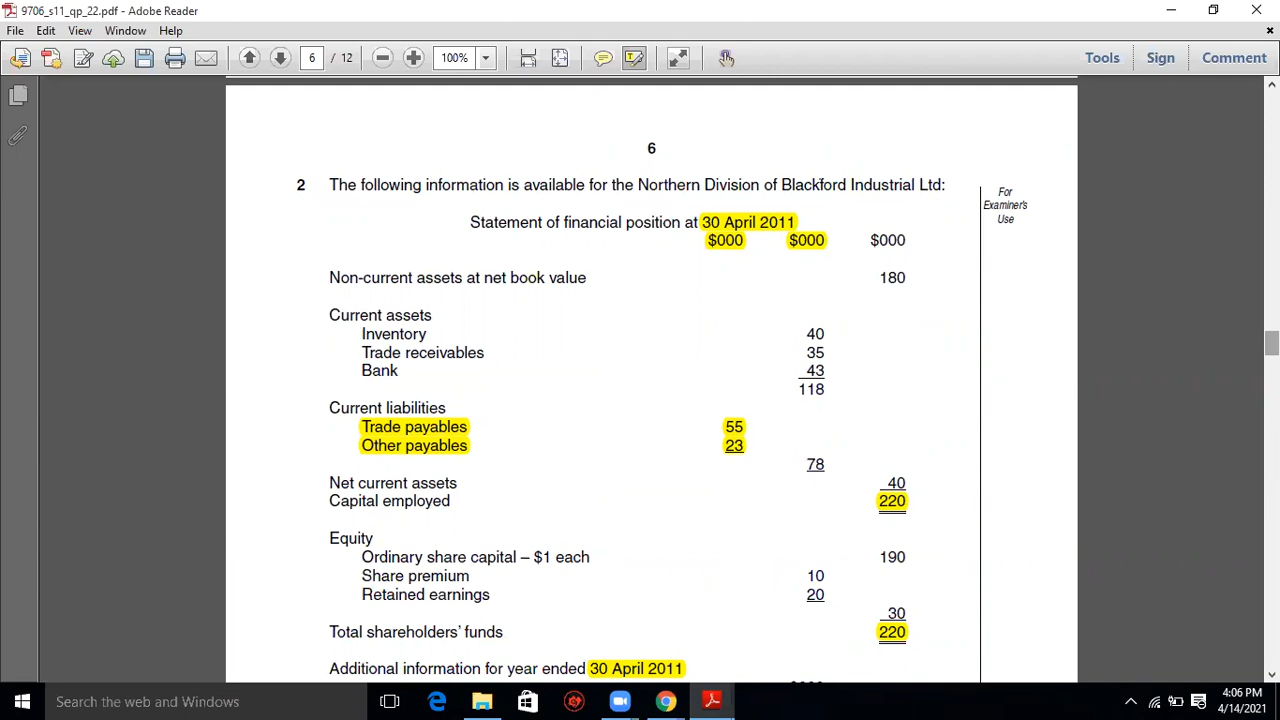 9706_s11_qp_22.pdf - Adobe Reader
File Edit View Window Help
6 / 12 100% Tools Sign Comment
6
2 The following information is available for the Northern Division of Blackford Industrial Ltd:
For
Examiner's
Use
Statement of financial position at 30 April 2011
$000 $000 $000
Non-current assets at net book value 180
Current assets
Inventory 40
Trade receivables 35
Bank 43
118
Current liabilities
Trade payables 55
Other payables 23
78
Net current assets 40
Capital employed 220
Equity
Ordinary share capital – $1 each 190
Share premium 10
Retained earnings 20
30
Total shareholders' funds 220
Additional information for year ended 30 April 2011
Search the web and Windows
4:06 PM
4/14/2021